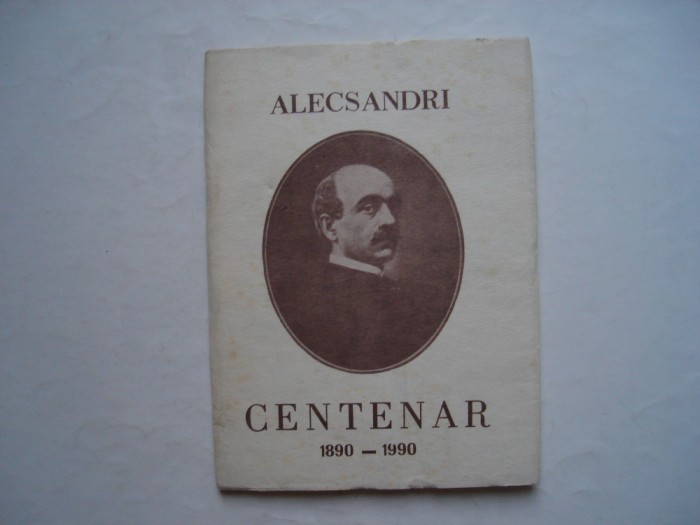 ALECSANDRI
CENTENAR
1890 — 1990